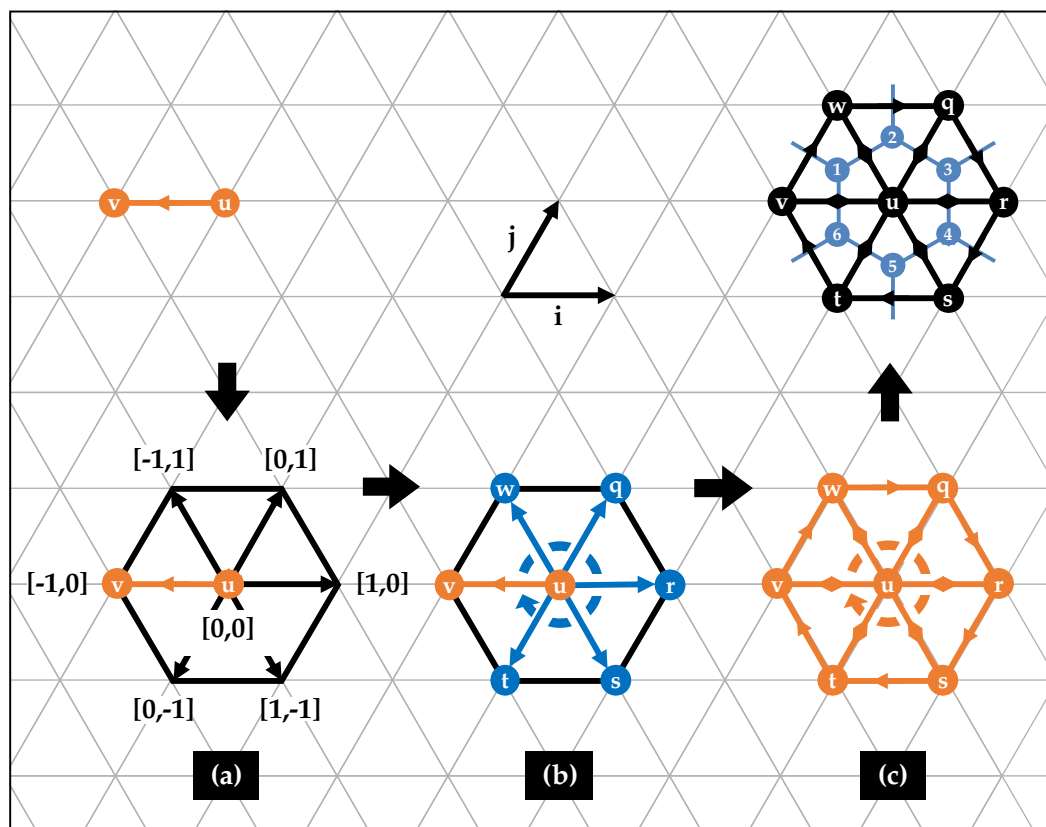 w q
2
1 3
v u
v u r
j
6 4
5
t s
i
[-1,1] [0,1]
w q
w q
[-1,0] v u
[1,0]
v u r
v u r
[0,0]
t s
t s
[0,-1] [1,-1]
(a) (b) (c)